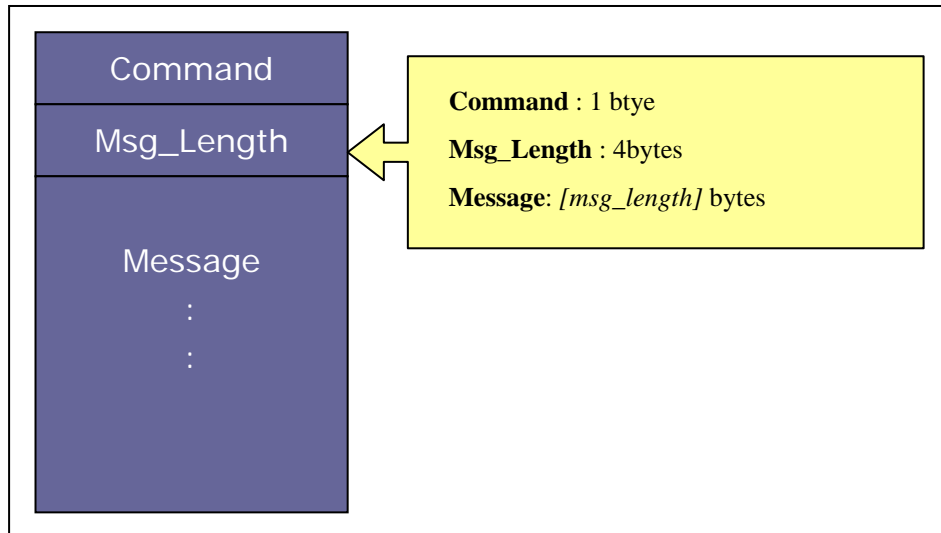 Command
Msg_Length
Message
:
:
Command : 1 btye
Msg_Length : 4bytes
Message: [msg_length] bytes